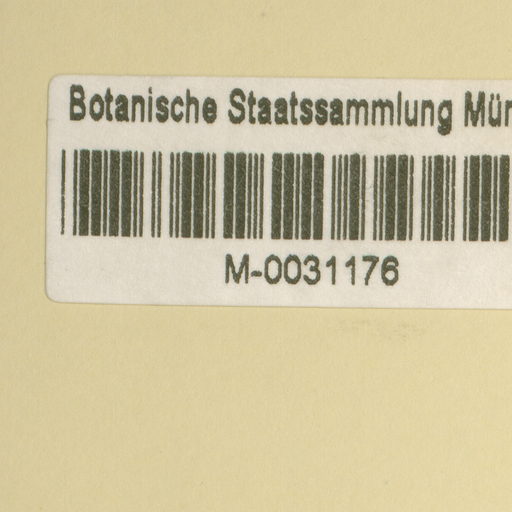 Botanische Staatssammlung Mün
M-0031176